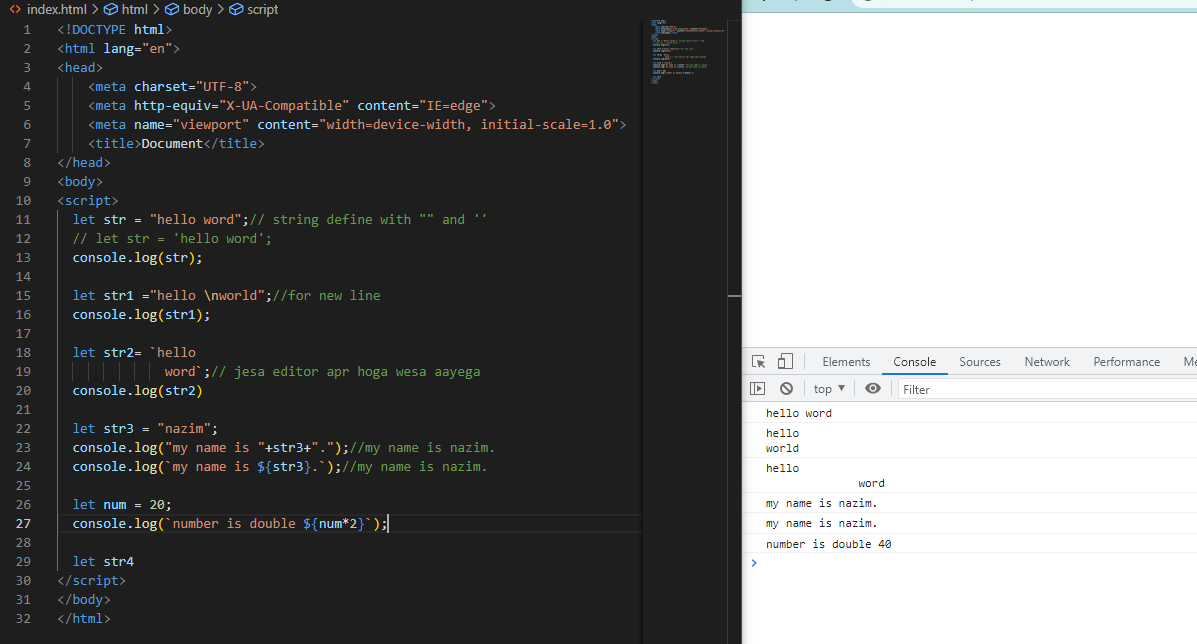 index.html > html > body > script
1 <!DOCTYPE html>
2 <html lang="en">
3 <head>
4 <meta charset="UTF-8">
5 <meta http-equiv="X-UA-Compatible" content="IE=edge">
6 <meta name="viewport" content="width=device-width, initial-scale=1.0">
7 <title>Document</title>
8 </head>
9 <body>
10 <script>
11 let str = "hello word";// string define with "" and ''
12 // let str = 'hello word';
13 console.log(str);
14
15 let str1 ="hello \nworld";//for new line
16 console.log(str1);
17
18 let str2= `hello
19 word`;// jesa editor apr hoga wesa aayega
20 console.log(str2)
21
22 let str3 = "nazim";
23 console.log("my name is "+str3+".");//my name is nazim.
24 console.log(`my name is ${str3}.`);//my name is nazim.
25
26 let num = 20;
27 console.log(`number is double ${num*2}`);
28
29 let str4
30 </script>
31 </body>
32 </html>
Elements Console Sources Network Performance Me
top ▼ Filter
hello word
hello
world
hello
word
my name is nazim.
my name is nazim.
number is double 40
>